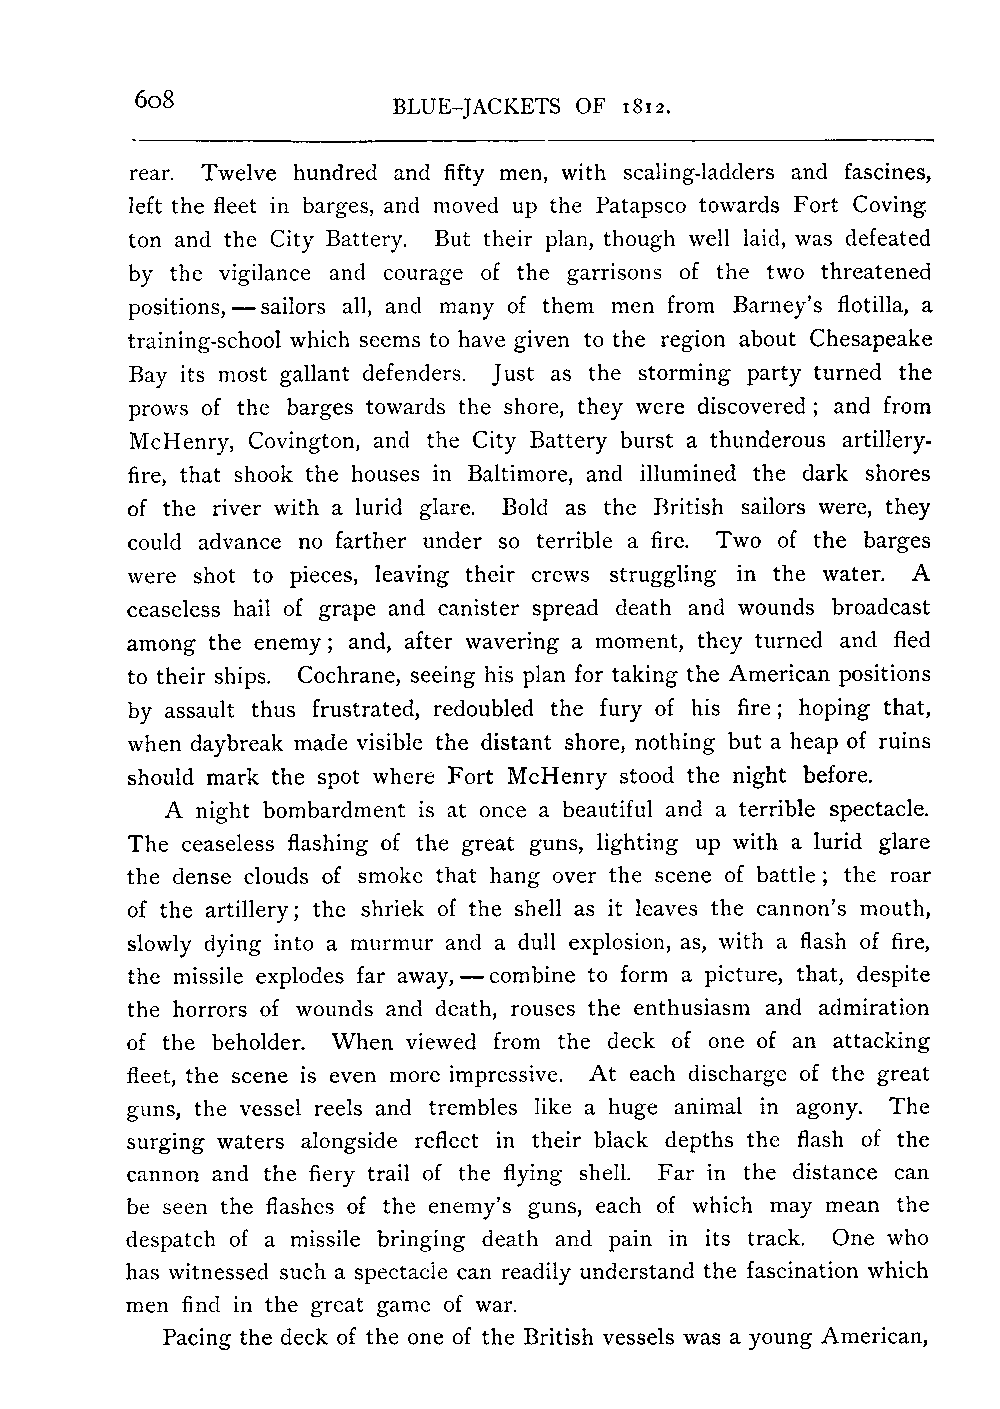 608
BLUE-JACKETS OF 1812.
rear. Twelve hundred and fifty men, with scaling-ladders and fascines,
left the fleet in barges, and moved up the Patapsco towards Fort Coving
ton and the City Battery. But their plan, though well laid, was defeated
by the vigilance and courage of the garrisons of the two threatened
positions, — sailors all, and many of them men from Barney's flotilla, a
training-school which seems to have given to the region about Chesapeake
Bay its most gallant defenders. Just as the storming party turned the
prows of the barges towards the shore, they were discovered; and from
McHenry, Covington, and the City Battery burst a thunderous artillery-
fire, that shook the houses in Baltimore, and illumined the dark shores
of the river with a lurid glare. Bold as the British sailors were, they
could advance no farther under so terrible a fire. Two of the barges
were shot to pieces, leaving their crews struggling in the water. A
ceaseless hail of grape and canister spread death and wounds broadcast
among the enemy; and, after wavering a moment, they turned and fled
to their ships. Cochrane, seeing his plan for taking the American positions
by assault thus frustrated, redoubled the fury of his fire; hoping that,
when daybreak made visible the distant shore, nothing but a heap of ruins
should mark the spot where Fort McHenry stood the night before.
A night bombardment is at once a beautiful and a terrible spectacle.
The ceaseless flashing of the great guns, lighting up with a lurid glare
the dense clouds of smoke that hang over the scene of battle; the roar
of the artillery; the shriek of the shell as it leaves the cannon's mouth,
slowly dying into a murmur and a dull explosion, as, with a flash of fire,
the missile explodes far away, — combine to form a picture, that, despite
the horrors of wounds and death, rouses the enthusiasm and admiration
of the beholder. When viewed from the deck of one of an attacking
fleet, the scene is even more impressive. At each discharge of the great
guns, the vessel reels and trembles like a huge animal in agony. The
surging waters alongside reflect in their black depths the flash of the
cannon and the fiery trail of the flying shell. Far in the distance can
be seen the flashes of the enemy's guns, each of which may mean the
despatch of a missile bringing death and pain in its track. One who
has witnessed such a spectacle can readily understand the fascination which
men find in the great game of war.
Pacing the deck of the one of the British vessels was a young American,